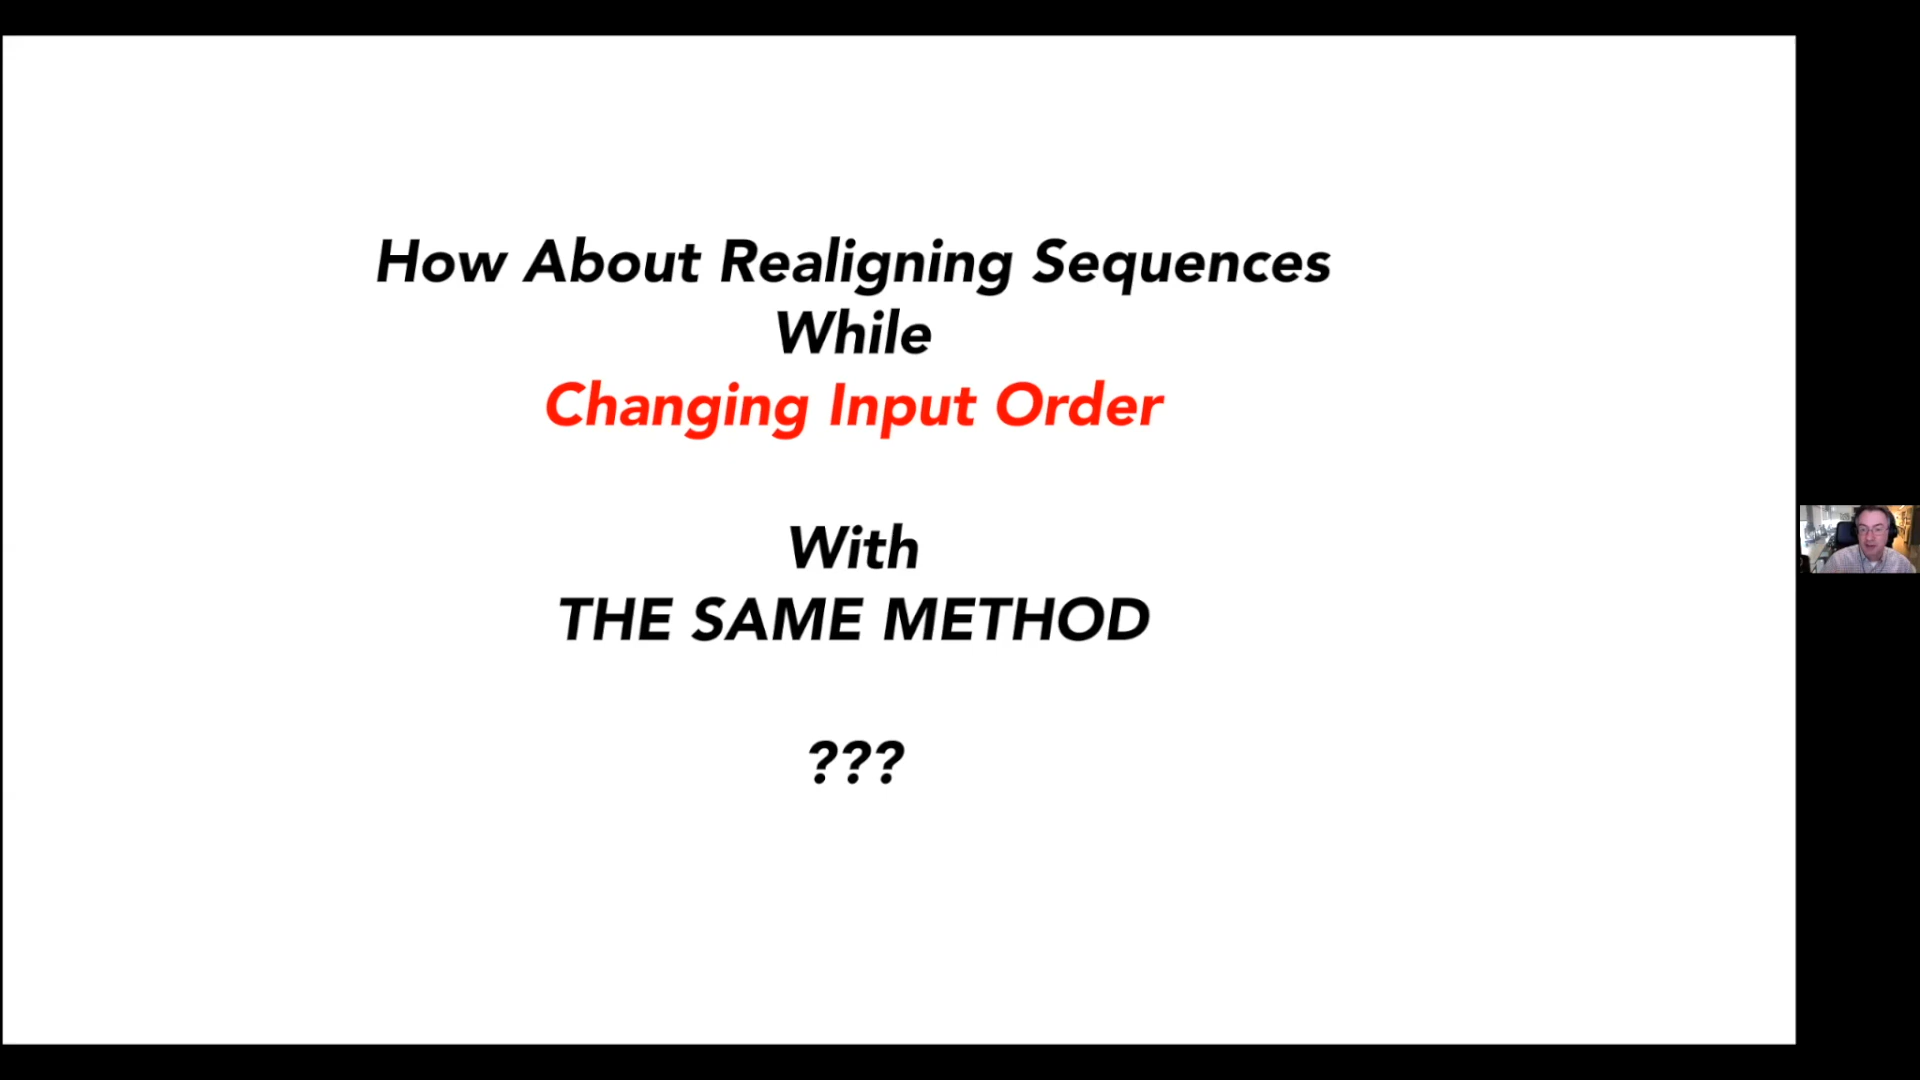 How About Realigning Sequences
While
Changing Input Order
With
THE SAME METHOD
???